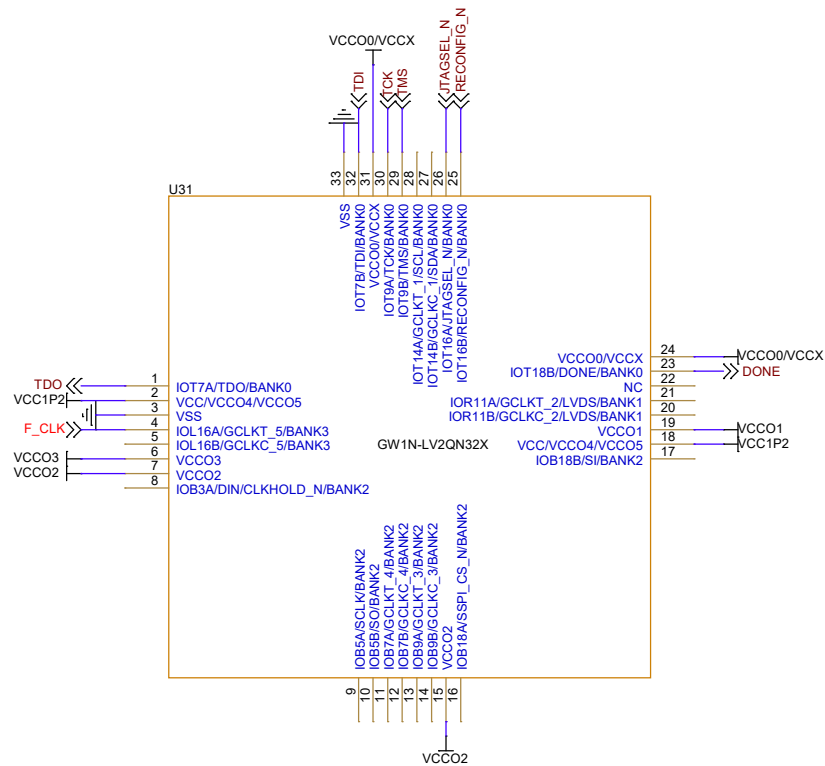 VCCO0/VCCX
TDI
TCK
TMS
JTAGSEL_N
RECONFIG_N
33
32
31
30
29
28
27
26
25
U31
VSS
IOT7B/TDI/BANK0
VCCO0/VCCX
IOT9A/TCK/BANK0
IOT9B/TMS/BANK0
IOT14A/GCLKT_1/SCL/BANK0
IOT14B/GCLKC_1/SDA/BANK0
IOT16A/JTAGSEL_N/BANK0
IOT16B/RECONFIG_N/BANK0
TDO
1
IOT7A/TDO/BANK0
VCC1P2
2
VCC/VCCO4/VCCO5
3
VSS
F_CLK
4
IOL16A/GCLKT_5/BANK3
5
IOL16B/GCLKC_5/BANK3
VCCO3
6
VCCO3
VCCO2
7
VCCO2
8
IOB3A/DIN/CLKHOLD_N/BANK2
GW1N-LV2QN32X
VCCO0/VCCX
24
VCCO0/VCCX
IOT18B/DONE/BANK0
23
DONE
NC
22
IOR11A/GCLKT_2/LVDS/BANK1
21
IOR11B/GCLKC_2/LVDS/BANK1
20
VCCO1
19
VCCO1
VCC/VCCO4/VCCO5
18
VCC1P2
IOB18B/SI/BANK2
17
IOB5A/SCLK/BANK2
IOB5B/SO/BANK2
IOB7A/GCLKT_4/BANK2
IOB7B/GCLKC_4/BANK2
IOB9A/GCLKT_3/BANK2
IOB9B/GCLKC_3/BANK2
VCCO2
IOB18A/SSPI_CS_N/BANK2
9
10
11
12
13
14
15
16
VCCO2